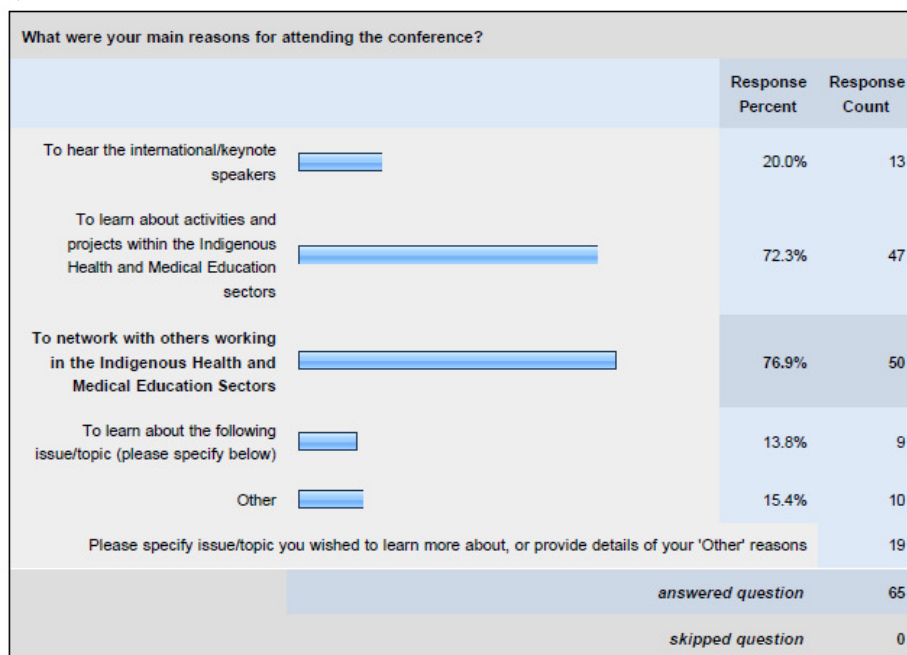 What were your main reasons for attending the conference?
Response Percent
Response Count
To hear the international/keynote
speakers
20.0%
13
To learn about activities and
projects within the Indigenous
Health and Medical Education
sectors
72.3%
47
To network with others working
in the Indigenous Health and
Medical Education Sectors
76.9%
50
To learn about the following
issue/topic (please specify below)
13.8%
9
Other
15.4%
10
Please specify issue/topic you wished to learn more about, or provide details of your 'Other' reasons
19
answered question
65
skipped question
0